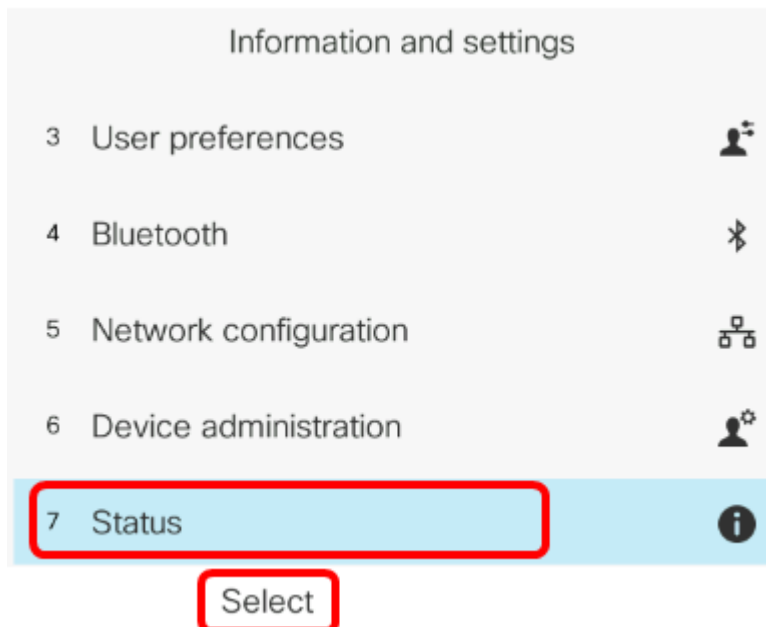 Information and settings
3 User preferences
4 Bluetooth
5 Network configuration
6 Device administration
7 Status
Select